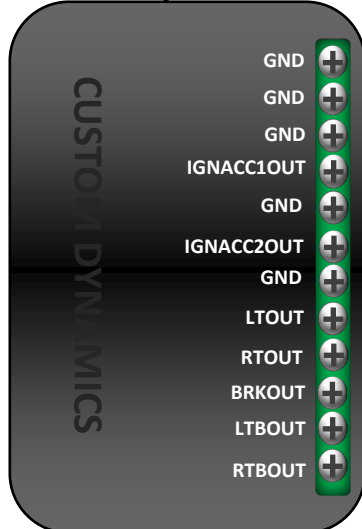 CUSTOM DYNAMICS
GND
GND
GND
IGNACC1OUT
GND
IGNACC2OUT
GND
LTOUT
RTOUT
BRKOUT
LTBOUT
RTBOUT